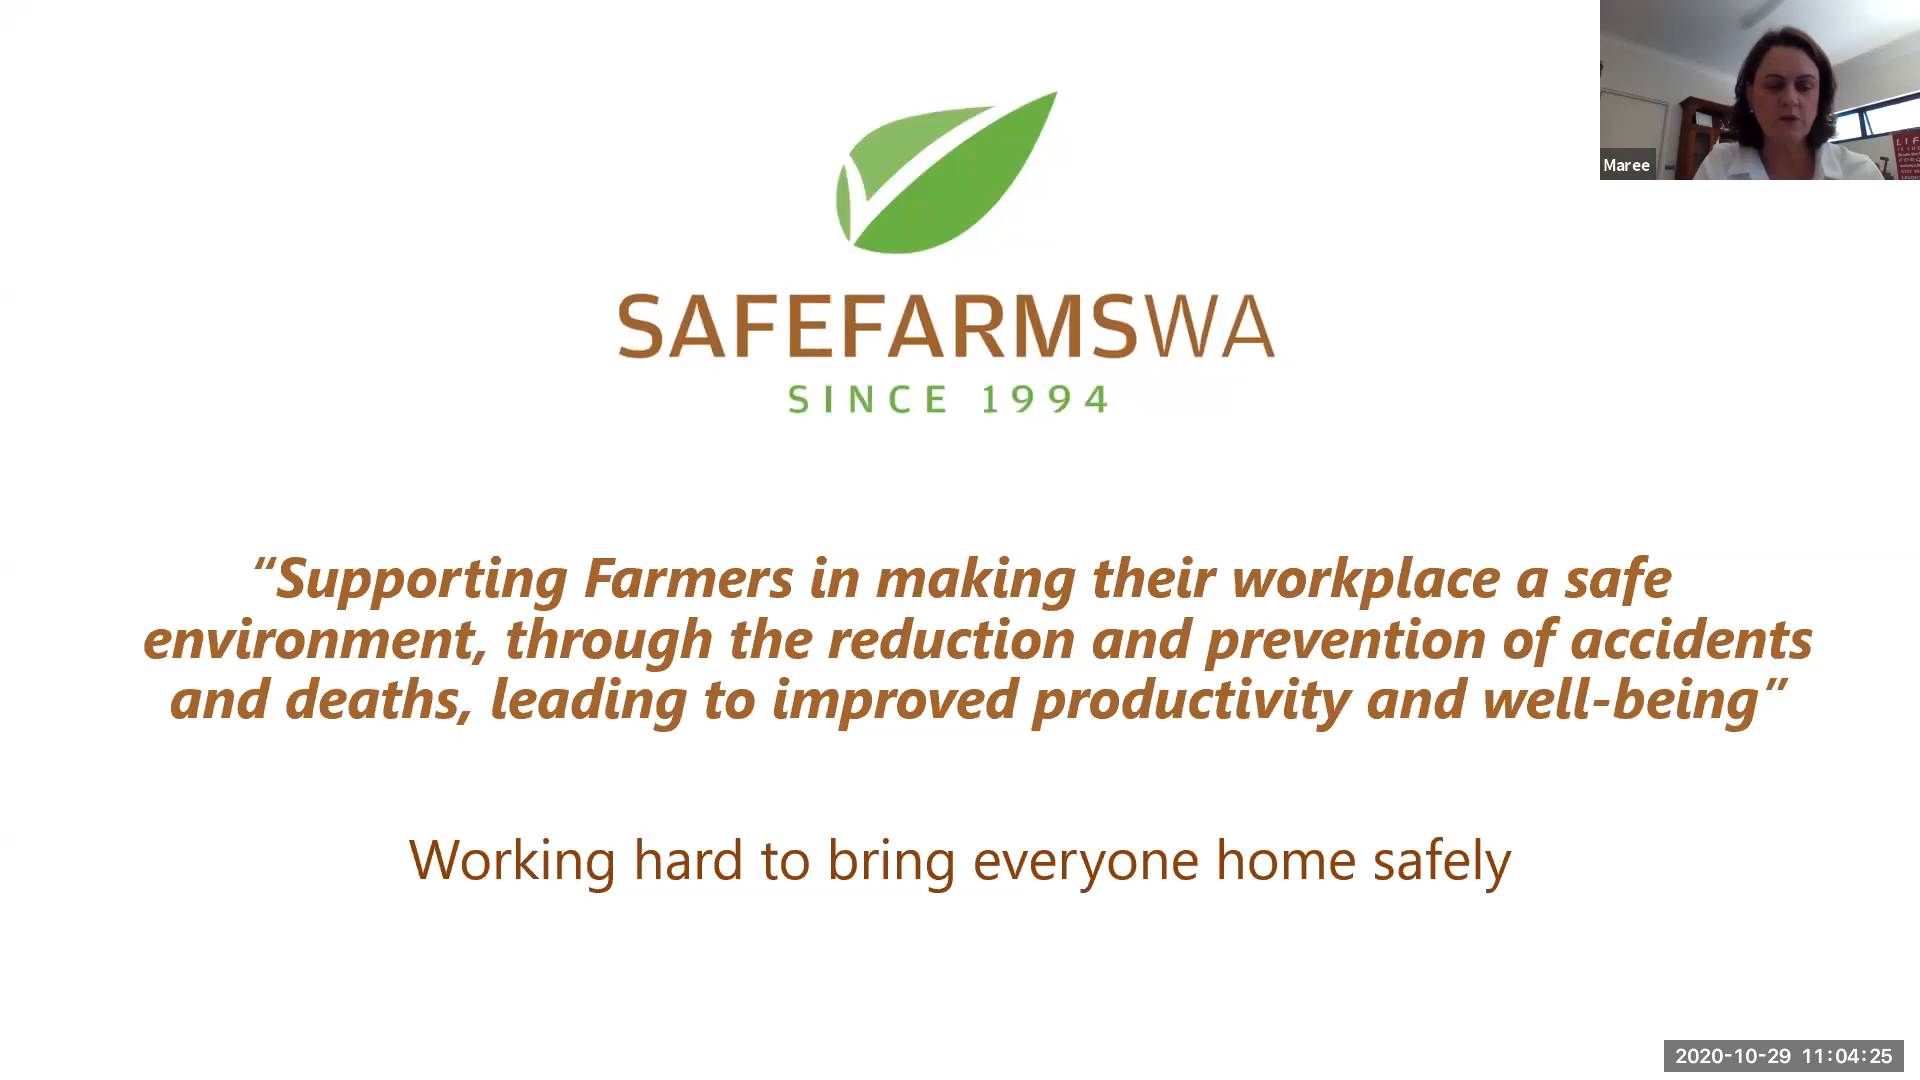 SAFEFARMSWA
SINCE 1994
“Supporting Farmers in making their workplace a safe
environment, through the reduction and prevention of accidents
and deaths, leading to improved productivity and well-being”
Working hard to bring everyone home safely
Maree
2020-10-29 11:04:25